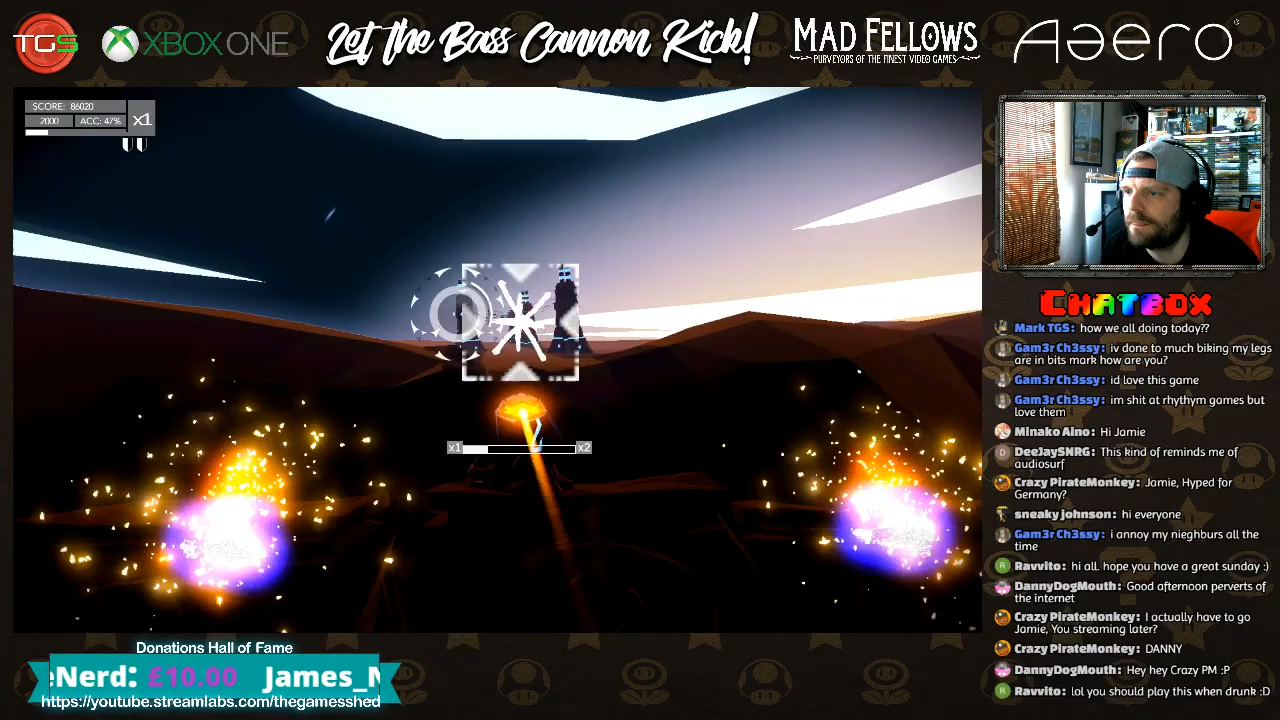 TGS
XBOX ONE
Let the Bass Cannon Kick!
MAD FELLOWS
PURVEYORS OF THE FINEST VIDEO GAMES
Aaero
SCORE: 86020
2000 ACC: 47% x1
x1 x2
CHATBOX
Mark TGS: how we all doing today??
Gam3r Ch3ssy: iv done to much biking my legs
are in bits mark how are you?
Gam3r Ch3ssy: id love this game
Gam3r Ch3ssy: im shit at rhythym games but
love them
Minako Aino: Hi Jamie
DeeJaySNRG: This kind of reminds me of
audiosurf
Crazy PirateMonkey: Jamie, Hyped for
Germany?
sneaky johnson: hi everyone
Gam3r Ch3ssy: i annoy my nieghburs all the
time
Ravvito: hi all. hope you have a great sunday :)
DannyDogMouth: Good afternoon perverts of
the internet
Crazy PirateMonkey: I actually have to go
Jamie, You streaming later?
Crazy PirateMonkey: DANNY
DannyDogMouth: Hey hey Crazy PM :P
Ravvito: lol you should play this when drunk :D
Donations Hall of Fame
Nerd: £10.00 James_N
https://youtube.streamlabs.com/thegamesshed